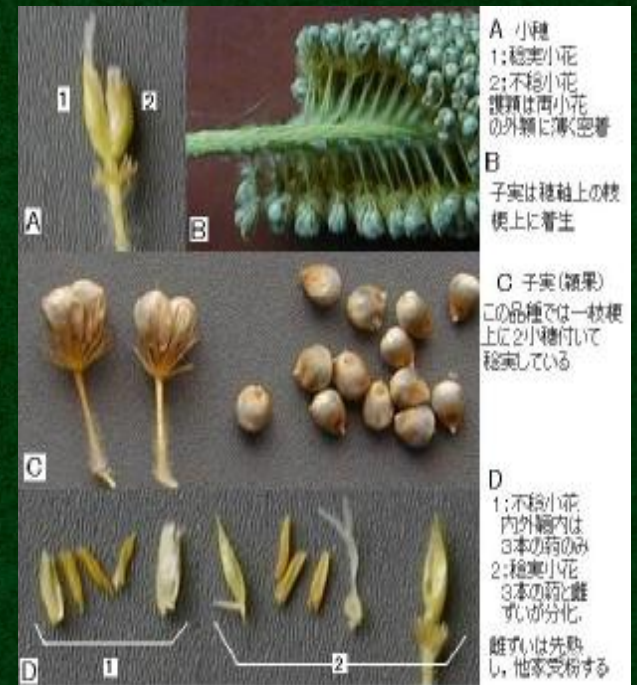 A 小穂
1;稔実小花
2;不稔小花
護頴は両小花
の外頴に薄く密着
B
子実は穂軸上の枝
梗上に着生
C 子実(頴果)
この品種では一枝梗
上に2小穂付いて
稔実している
D
1;不稔小花
内外頴内は
3本の葯のみ
2;稔実小花
3本の葯と雌
ずいが分化.
雌ずいは先熟
し,他家受粉する
1
2
A
B
C
D
1
2